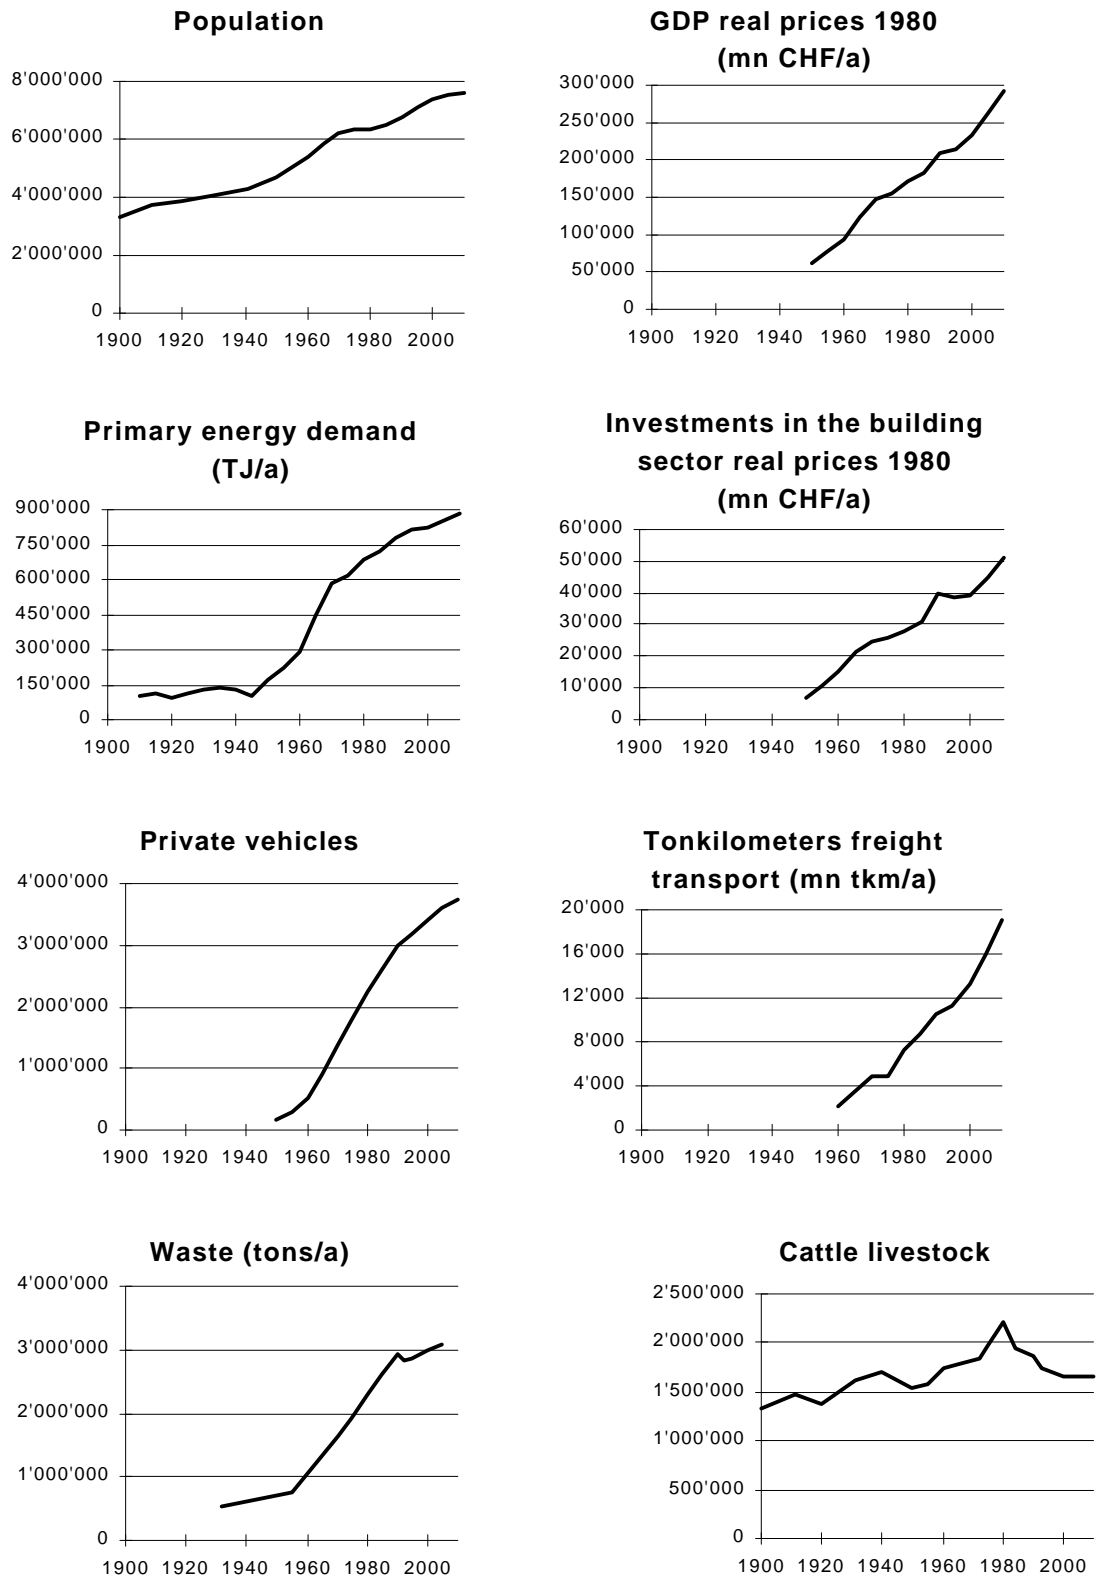 Population
8'000'000
6'000'000
4'000'000
2'000'000
0
1900 1920 1940 1960 1980 2000
GDP real prices 1980
(mn CHF/a)
300'000
250'000
200'000
150'000
100'000
50'000
0
1900 1920 1940 1960 1980 2000
Primary energy demand
(TJ/a)
900'000
750'000
600'000
450'000
300'000
150'000
0
1900 1920 1940 1960 1980 2000
Investments in the building
sector real prices 1980
(mn CHF/a)
60'000
50'000
40'000
30'000
20'000
10'000
0
1900 1920 1940 1960 1980 2000
Private vehicles
4'000'000
3'000'000
2'000'000
1'000'000
0
1900 1920 1940 1960 1980 2000
Tonkilometers freight
transport (mn tkm/a)
20'000
16'000
12'000
8'000
4'000
0
1900 1920 1940 1960 1980 2000
Waste (tons/a)
4'000'000
3'000'000
2'000'000
1'000'000
0
1900 1920 1940 1960 1980 2000
Cattle livestock
2'500'000
2'000'000
1'500'000
1'000'000
500'000
0
1900 1920 1940 1960 1980 2000